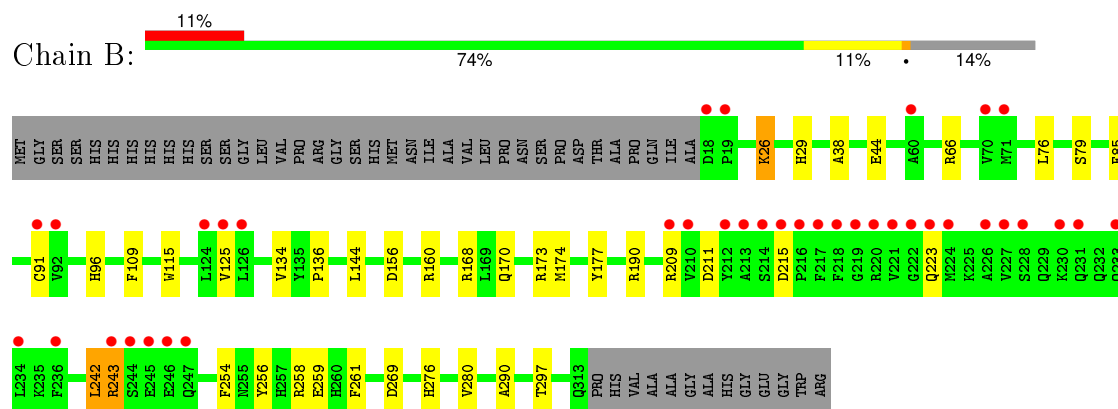 11%
Chain B:
74% 11% • 14%
MET GLY SER SER HIS HIS HIS HIS HIS HIS SER SER GLY LEU VAL PRO ARG GLY SER HIS MET ASN ILE ALA VAL LEU PRO ASN SER PRO ASP THR ALA PRO GLN ILE ALA D18 P19 K26 H29 A38 E44 A60 R66 V70 M71 L76 S79
C91 V92 H96 F109 W115 L124 V125 L126 V134 Y135 P136 L144 D156 R160 R168 L169 Q170 R173 M174 Y177 R190 R209 V210 D211 Y212 A213 S214 D215 P216 F217 F218 G219 R220 V221 G222 Q223 M224 K225 A226 V227 S228 Q229 K230 Q231 Q232 Q233
L234 K235 F236 L242 R243 S244 E245 E246 Q247 F254 N255 Y256 H257 R258 E259 H260 F261 D269 H276 V280 A290 T297 Q313 PRO HIS VAL ALA ALA GLY ALA HIS GLY GLU GLY TRP ARG